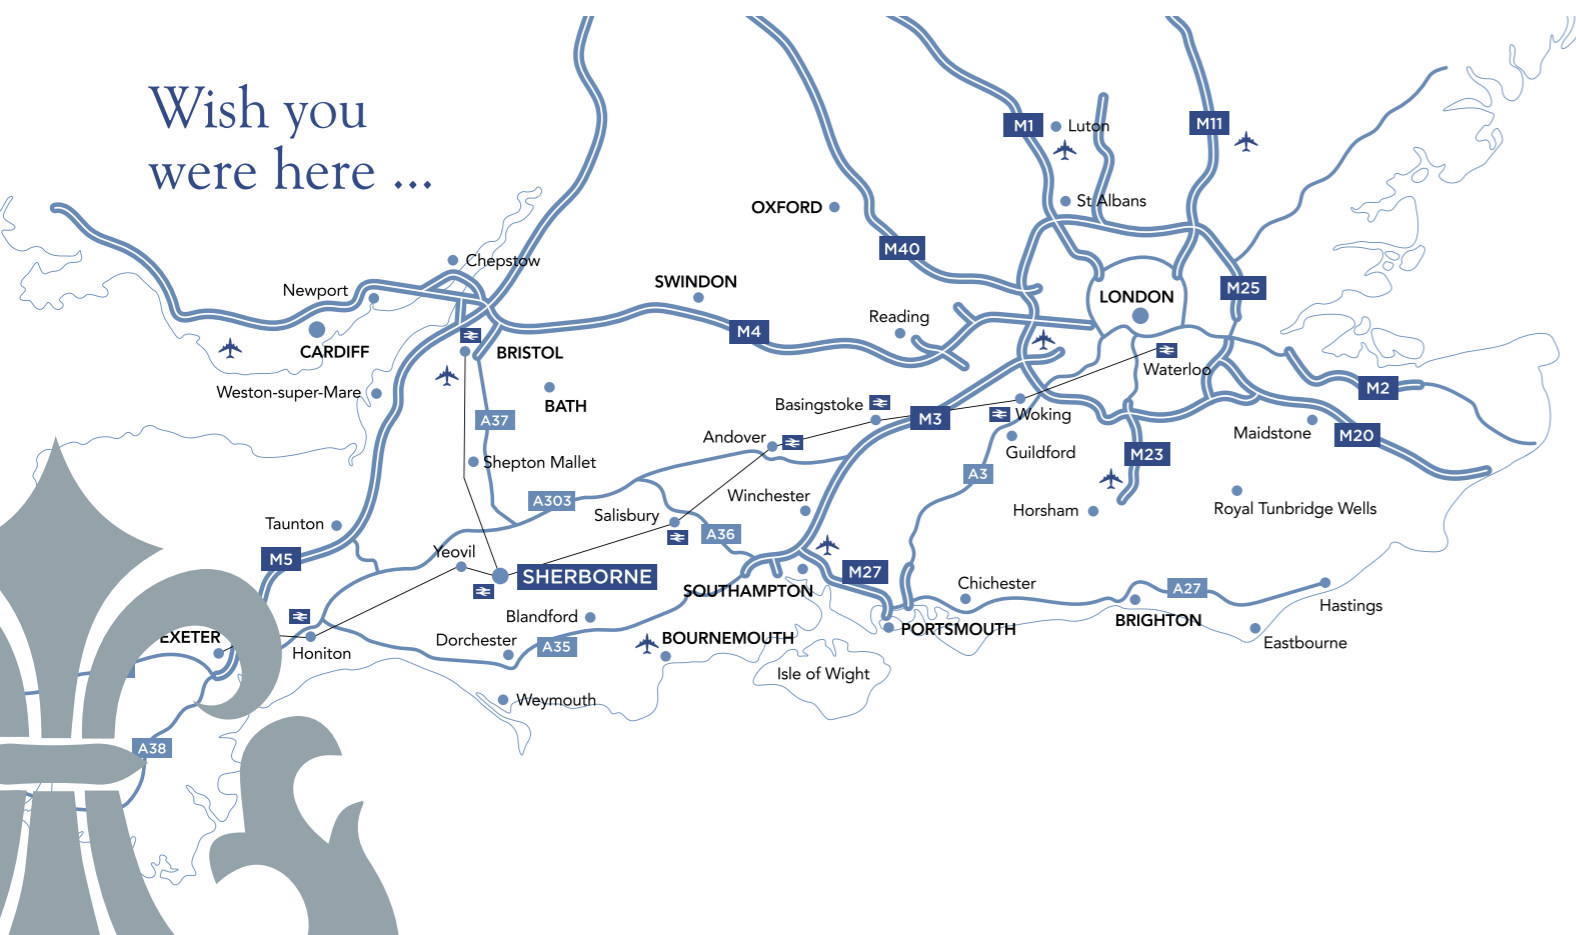 Wish you
were here ...
M1
Luton
M11
St Albans
OXFORD
M40
Chepstow
SWINDON
M25
Newport
LONDON
Reading
M4
CARDIFF
BRISTOL
Waterloo
Weston-super-Mare
BATH
M2
Basingstoke
Woking
M3
A37
Andover
Maidstone
M20
Guildford
M23
Shepton Mallet
A3
A303
Winchester
Royal Tunbridge Wells
Horsham
Salisbury
Taunton
A36
Yeovil
M5
SHERBORNE
M27
SOUTHAMPTON
Chichester
A27
Hastings
Blandford
BRIGHTON
PORTSMOUTH
EXETER
Dorchester
A35
BOURNEMOUTH
Eastbourne
Honiton
Isle of Wight
Weymouth
A38